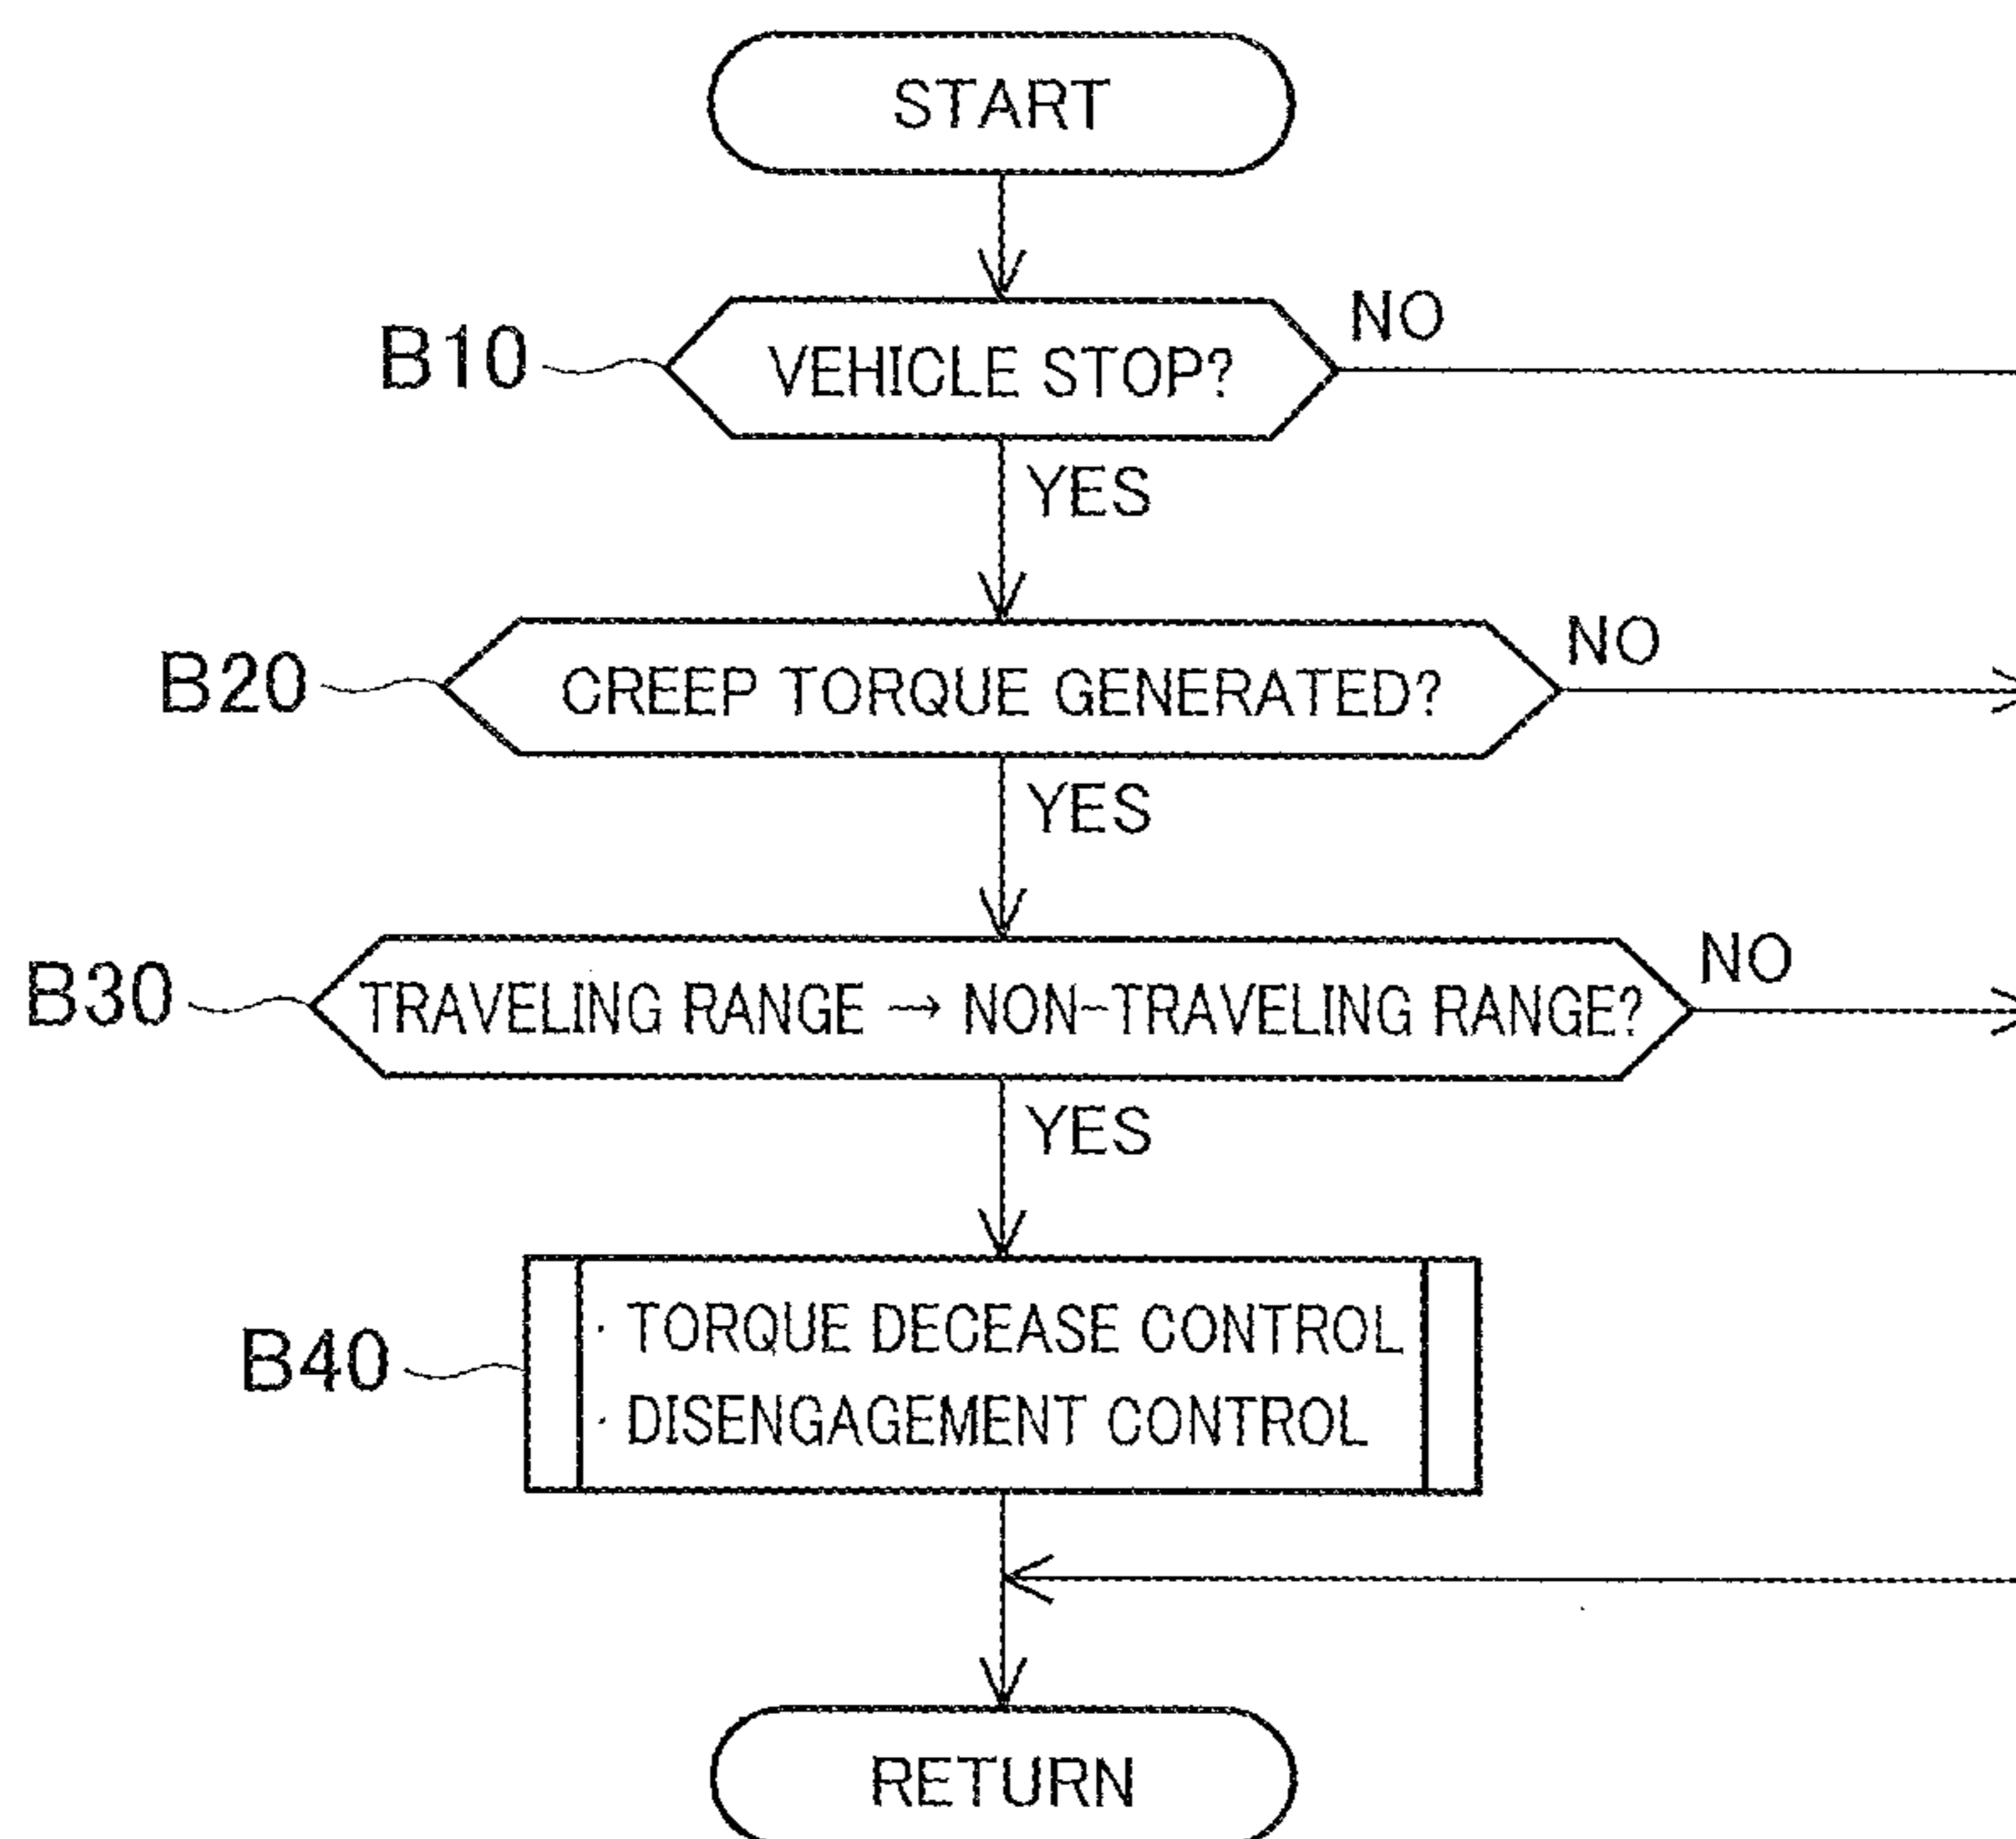 START
B10
VEHICLE STOP?
NO
YES
B20
CREEP TORQUE GENERATED?
NO
YES
B30
TRAVELING RANGE → NON-TRAVELING RANGE?
NO
YES
B40
· TORQUE DECEASE CONTROL
· DISENGAGEMENT CONTROL
RETURN